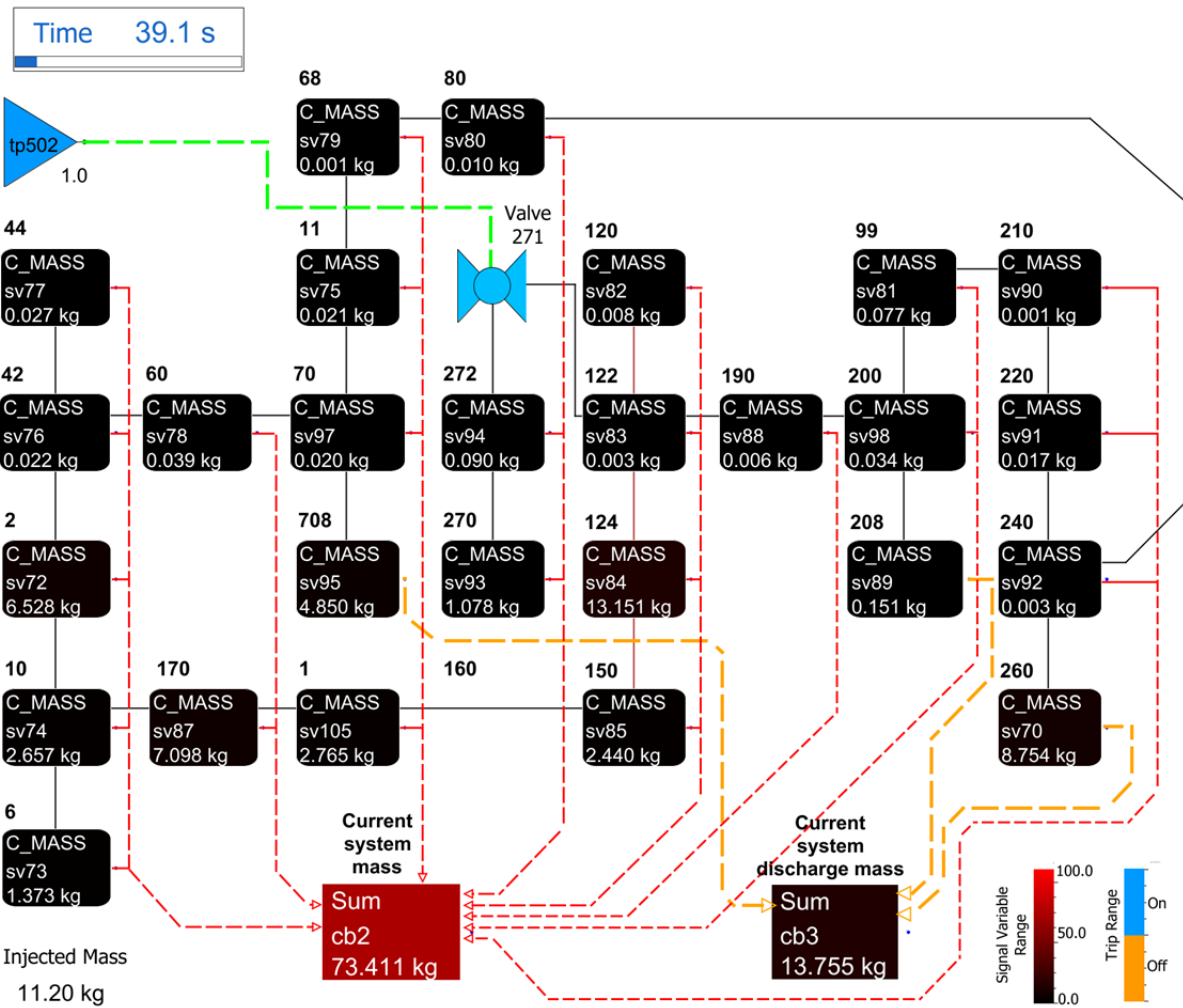 Time 39.1 s
68
C_MASS
sv79
0.001 kg
80
C_MASS
sv80
0.010 kg
tp502
1.0
Valve
271
44
C_MASS
sv77
0.027 kg
11
C_MASS
sv75
0.021 kg
120
C_MASS
sv82
0.008 kg
99
C_MASS
sv81
0.077 kg
210
C_MASS
sv90
0.001 kg
42
C_MASS
sv76
0.022 kg
60
C_MASS
sv78
0.039 kg
70
C_MASS
sv97
0.020 kg
272
C_MASS
sv94
0.090 kg
122
C_MASS
sv83
0.003 kg
190
C_MASS
sv88
0.006 kg
200
C_MASS
sv98
0.034 kg
220
C_MASS
sv91
0.017 kg
2
C_MASS
sv72
6.528 kg
708
C_MASS
sv95
4.850 kg
270
C_MASS
sv93
1.078 kg
124
C_MASS
sv84
13.151 kg
208
C_MASS
sv89
0.151 kg
240
C_MASS
sv92
0.003 kg
10
C_MASS
sv74
2.657 kg
170
C_MASS
sv87
7.098 kg
1
C_MASS
sv105
2.765 kg
160
150
C_MASS
sv85
2.440 kg
260
C_MASS
sv70
8.754 kg
6
C_MASS
sv73
1.373 kg
Current
system
mass
Sum
cb2
73.411 kg
Current
system
discharge mass
Sum
cb3
13.755 kg
Injected Mass
11.20 kg
Signal Variable
Range
100.0
50.0
0.0
Trip Range
On
Off